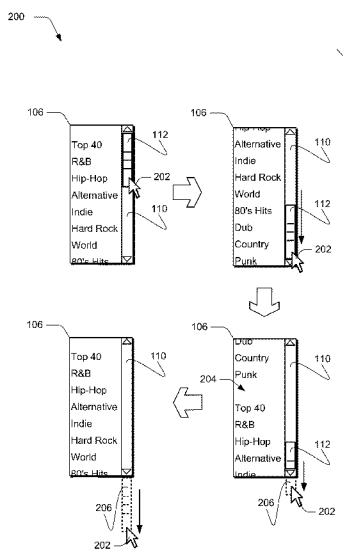 200
106
112
Top 40
R&B
Hip-Hop
202
Alternative
Indie
110
Hard Rock
World
80's Hits
106
Hip-Hop
Alternative
110
Indie
Hard Rock
World
80's Hits
112
Dub
Country
202
Punk
106
Top 40
110
R&B
Hip-Hop
Alternative
Indie
Hard Rock
World
80's Hits
206
202
106
Dub
Country
110
Punk
204
Top 40
R&B
Hip-Hop
112
Alternative
Indie
206
202